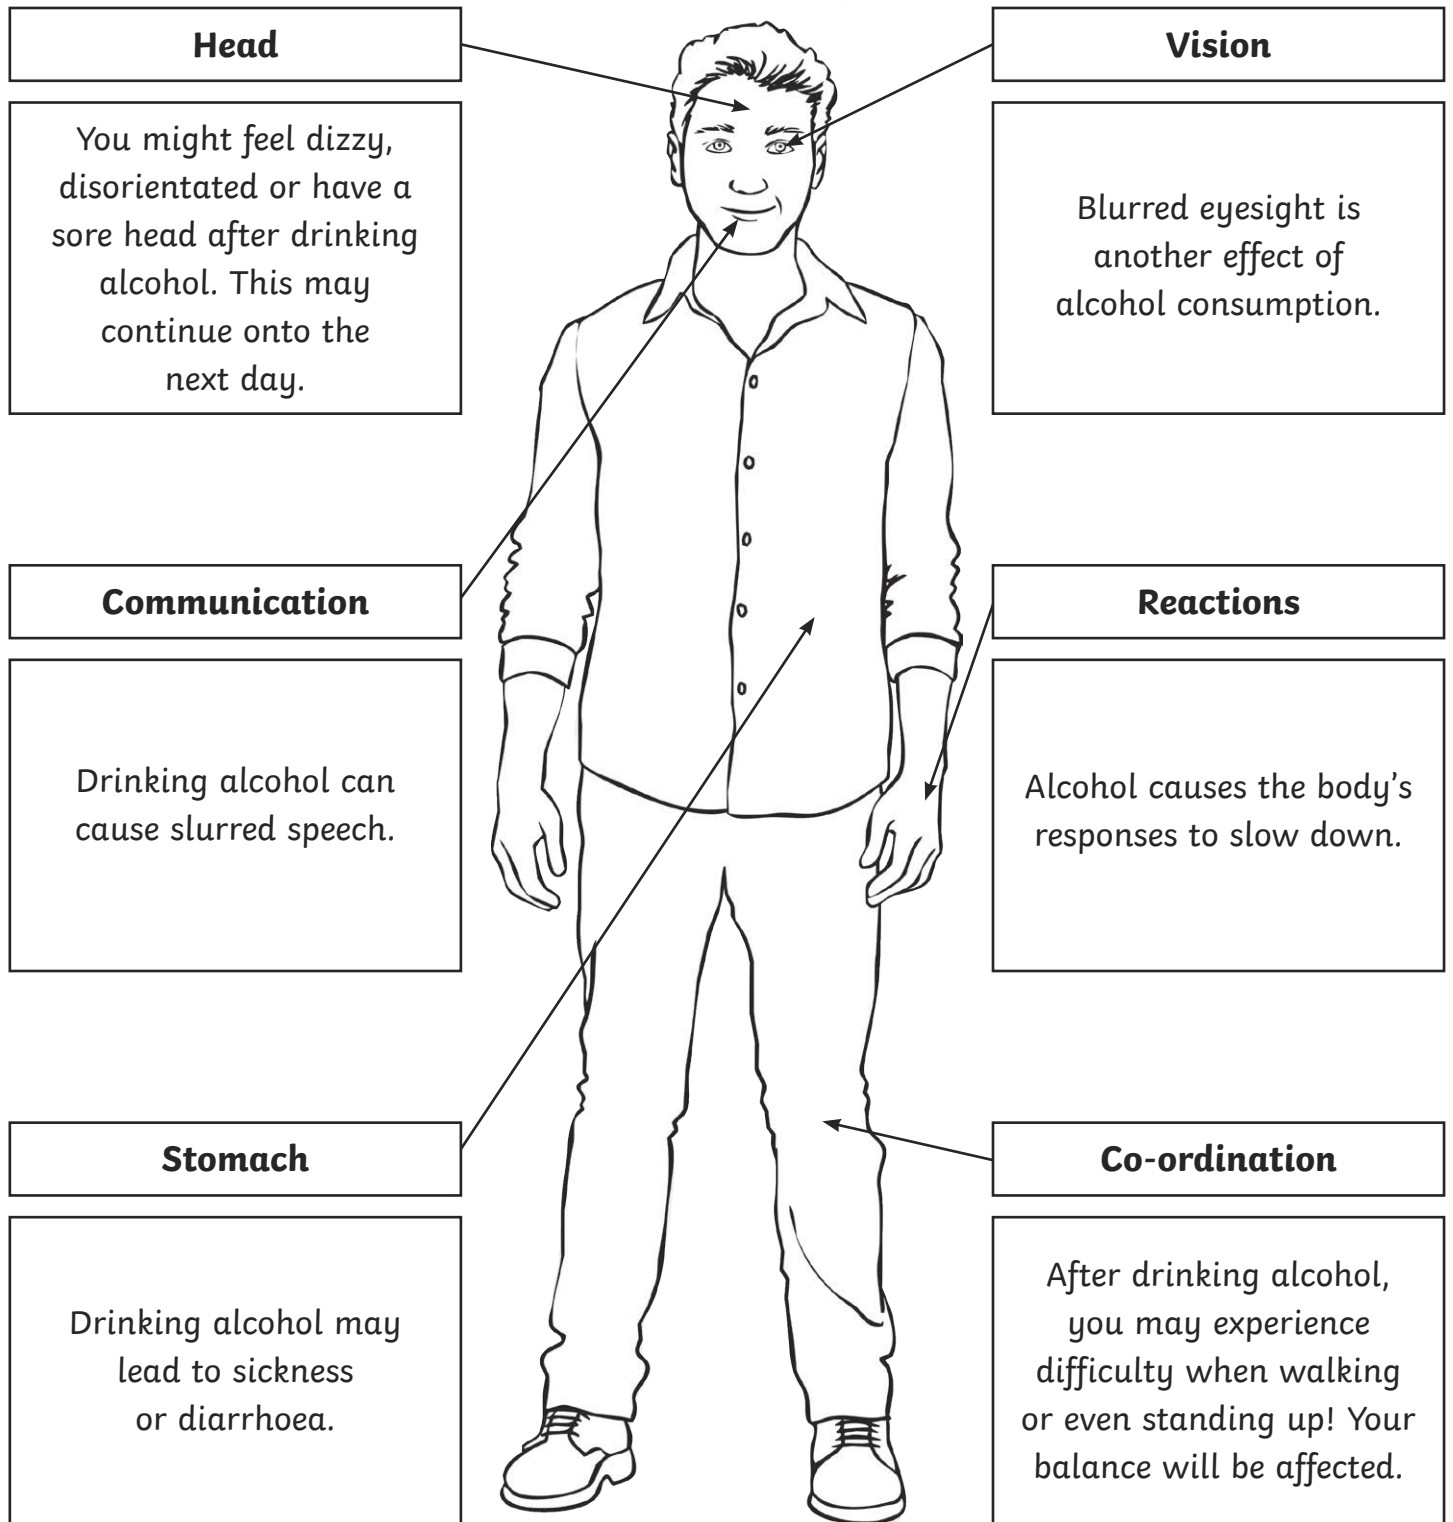 Head
You might feel dizzy,
disorientated or have a
sore head after drinking
alcohol. This may
continue onto the
next day.
Vision
Blurred eyesight is
another effect of
alcohol consumption.
Communication
Drinking alcohol can
cause slurred speech.
Reactions
Alcohol causes the body’s
responses to slow down.
Stomach
Drinking alcohol may
lead to sickness
or diarrhoea.
Co-ordination
After drinking alcohol,
you may experience
difficulty when walking
or even standing up! Your
balance will be affected.